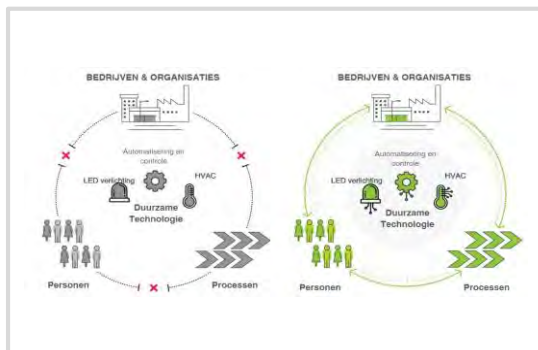 BEDRIJVEN & ORGANISATIES
Automatisering en
controle
LED verlichting
HVAC
Duurzame
Technologie
Personen
Processen
BEDRIJVEN & ORGANISATIES
Automatisering en
controle
LED verlichting
HVAC
Duurzame
Technologie
Personen
Processen